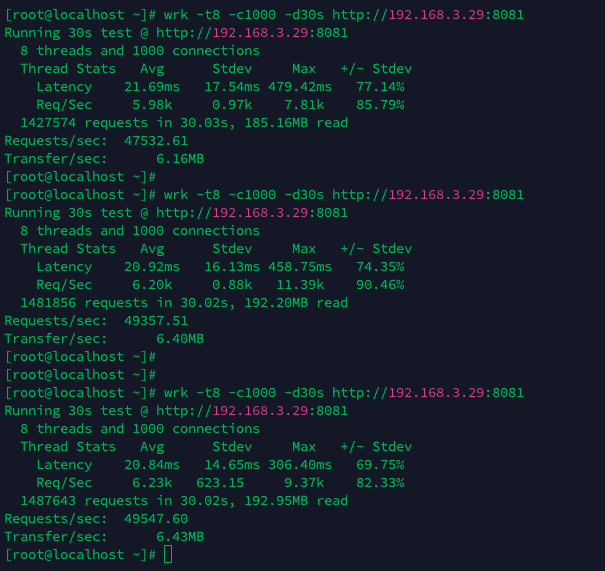 [root@localhost ~]# wrk -t8 -c1000 -d30s http://192.168.3.29:8081
Running 30s test @ http://192.168.3.29:8081
  8 threads and 1000 connections
  Thread Stats   Avg      Stdev     Max   +/- Stdev
    Latency    21.69ms   17.54ms 479.42ms   77.14%
    Req/Sec     5.98k     0.97k    7.81k    85.79%
  1427574 requests in 30.03s, 185.16MB read
Requests/sec:  47532.61
Transfer/sec:      6.16MB
[root@localhost ~]#
[root@localhost ~]# wrk -t8 -c1000 -d30s http://192.168.3.29:8081
Running 30s test @ http://192.168.3.29:8081
  8 threads and 1000 connections
  Thread Stats   Avg      Stdev     Max   +/- Stdev
    Latency    20.92ms   16.13ms 458.75ms   74.35%
    Req/Sec     6.20k     0.88k   11.39k    90.46%
  1481856 requests in 30.02s, 192.20MB read
Requests/sec:  49357.51
Transfer/sec:      6.40MB
[root@localhost ~]#
[root@localhost ~]#
[root@localhost ~]# wrk -t8 -c1000 -d30s http://192.168.3.29:8081
Running 30s test @ http://192.168.3.29:8081
  8 threads and 1000 connections
  Thread Stats   Avg      Stdev     Max   +/- Stdev
    Latency    20.84ms   14.65ms 306.40ms   69.75%
    Req/Sec     6.23k   623.15     9.37k    82.33%
  1487643 requests in 30.02s, 192.95MB read
Requests/sec:  49547.60
Transfer/sec:      6.43MB
[root@localhost ~]#